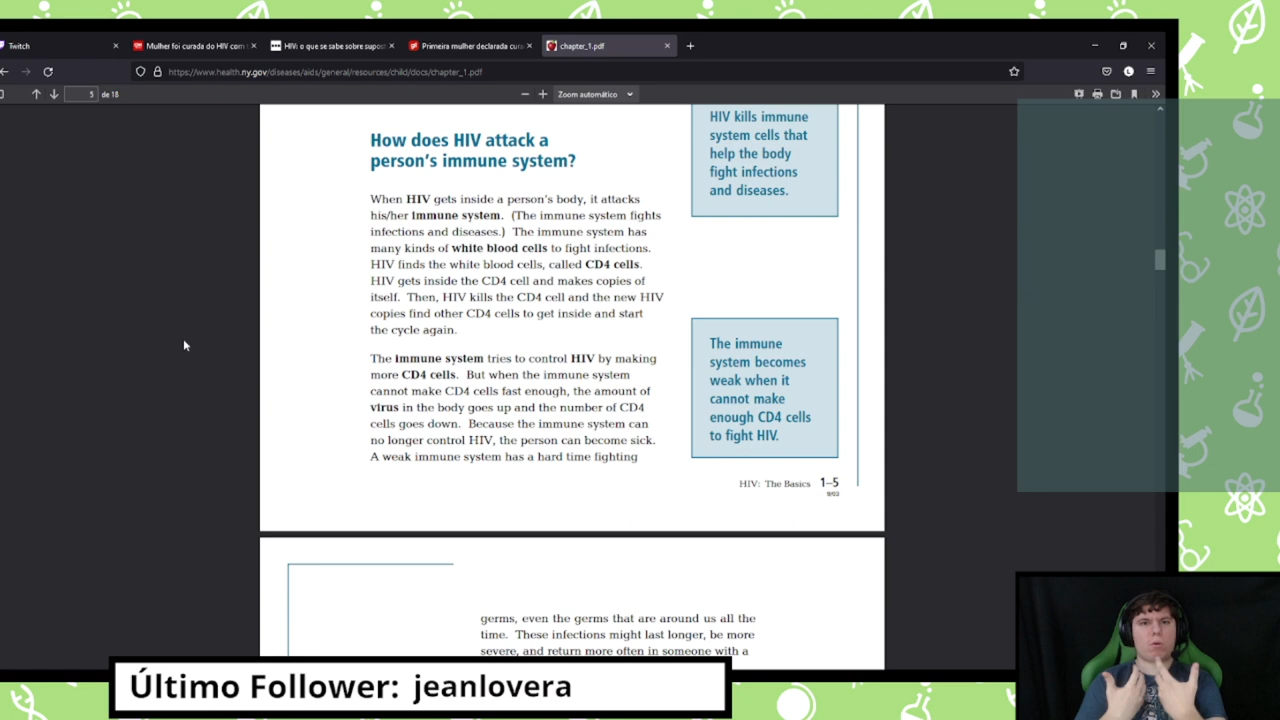 Twitch
Mulher foi curada do HIV com
HIV: o que se sabe sobre supos
Primeira mulher declarada cura
chapter_1.pdf
https://www.health.ny.gov/diseases/aids/general/resources/child/docs/chapter_1.pdf
5 de 18
Zoom automático
How does HIV attack a
person's immune system?
When HIV gets inside a person's body, it attacks
his/her immune system. (The immune system fights
infections and diseases.) The immune system has
many kinds of white blood cells to fight infections.
HIV finds the white blood cells, called CD4 cells.
HIV gets inside the CD4 cell and makes copies of
itself. Then, HIV kills the CD4 cell and the new HIV
copies find other CD4 cells to get inside and start
the cycle again.
The immune system tries to control HIV by making
more CD4 cells. But when the immune system
cannot make CD4 cells fast enough, the amount of
virus in the body goes up and the number of CD4
cells goes down. Because the immune system can
no longer control HIV, the person can become sick.
A weak immune system has a hard time fighting
HIV kills immune
system cells that
help the body
fight infections
and diseases.
The immune
system becomes
weak when it
cannot make
enough CD4 cells
to fight HIV.
HIV: The Basics 1–5
9/03
germs, even the germs that are around us all the
time. These infections might last longer, be more
severe, and return more often in someone with a
Último Follower: jeanlovera